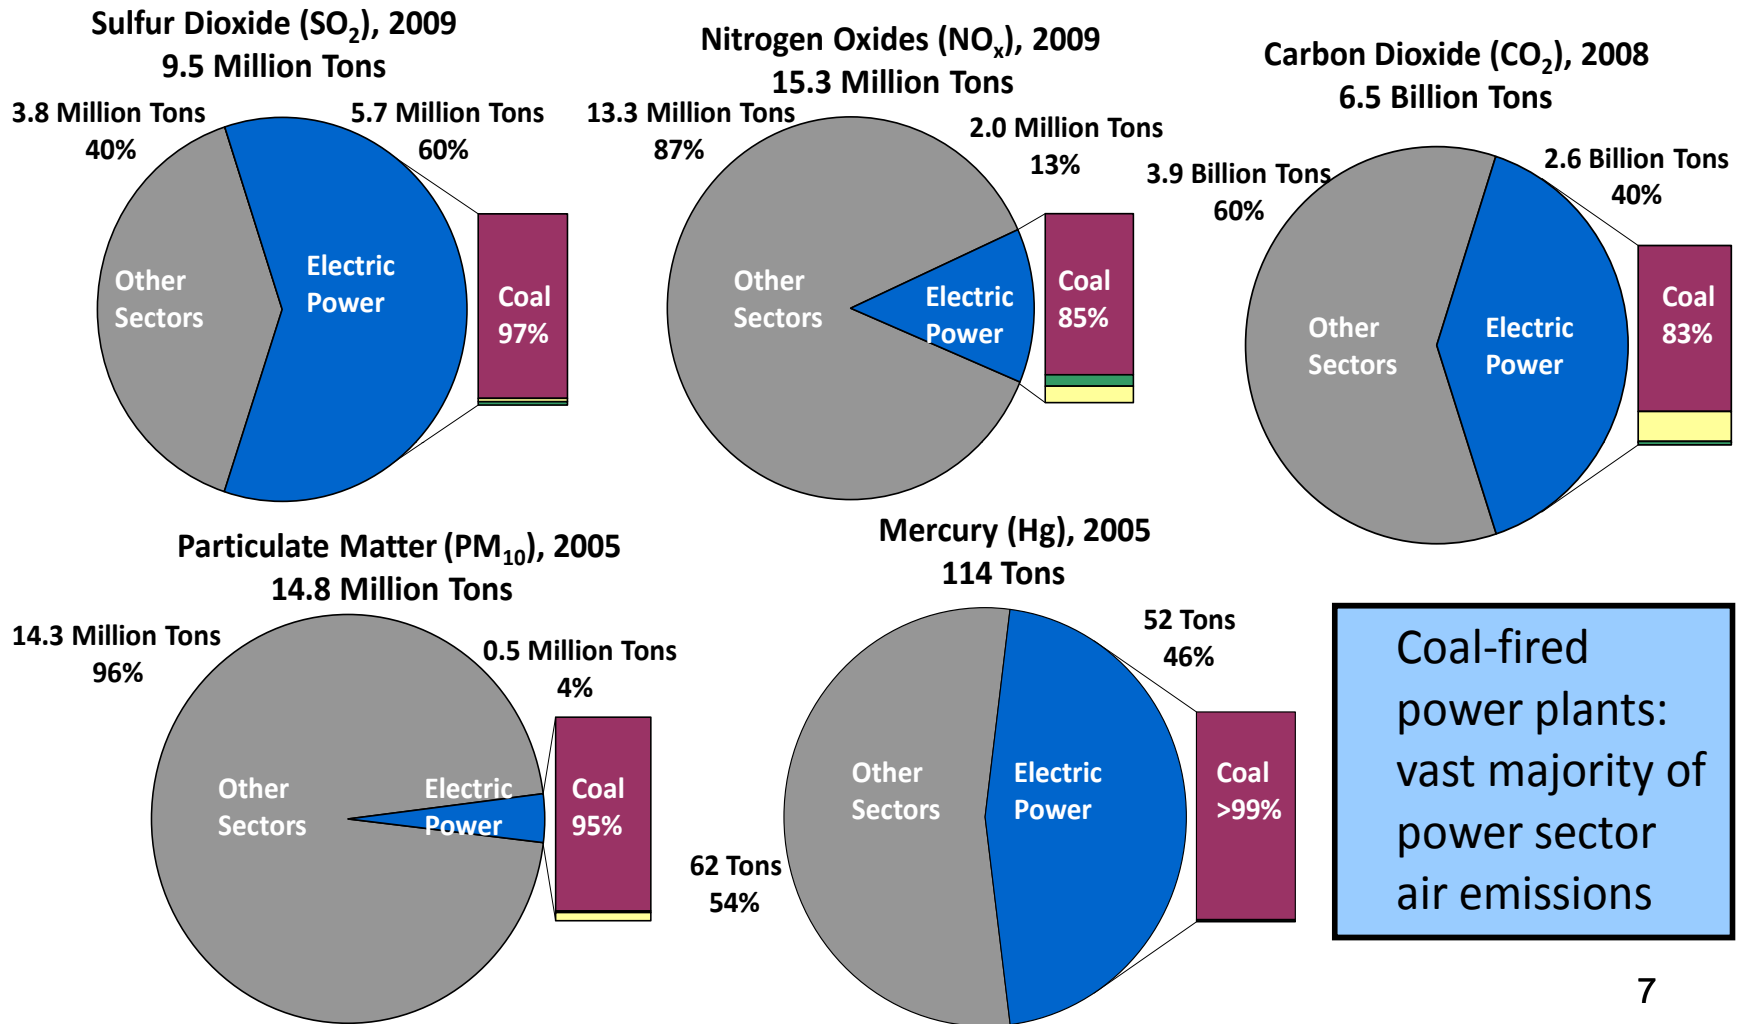 Sulfur Dioxide (SO₂), 2009
9.5 Million Tons
3.8 Million Tons
40%
5.7 Million Tons
60%
Other
Sectors
Electric
Power
Coal
97%
Nitrogen Oxides (NOₓ), 2009
15.3 Million Tons
13.3 Million Tons
87%
2.0 Million Tons
13%
Other
Sectors
Electric
Power
Coal
85%
Carbon Dioxide (CO₂), 2008
6.5 Billion Tons
3.9 Billion Tons
60%
2.6 Billion Tons
40%
Other
Sectors
Electric
Power
Coal
83%
Particulate Matter (PM₁₀), 2005
14.8 Million Tons
14.3 Million Tons
96%
0.5 Million Tons
4%
Other
Sectors
Electric
Power
Coal
95%
Mercury (Hg), 2005
114 Tons
52 Tons
46%
Other
Sectors
Electric
Power
Coal
>99%
62 Tons
54%
Coal-fired
power plants:
vast majority of
power sector
air emissions
7